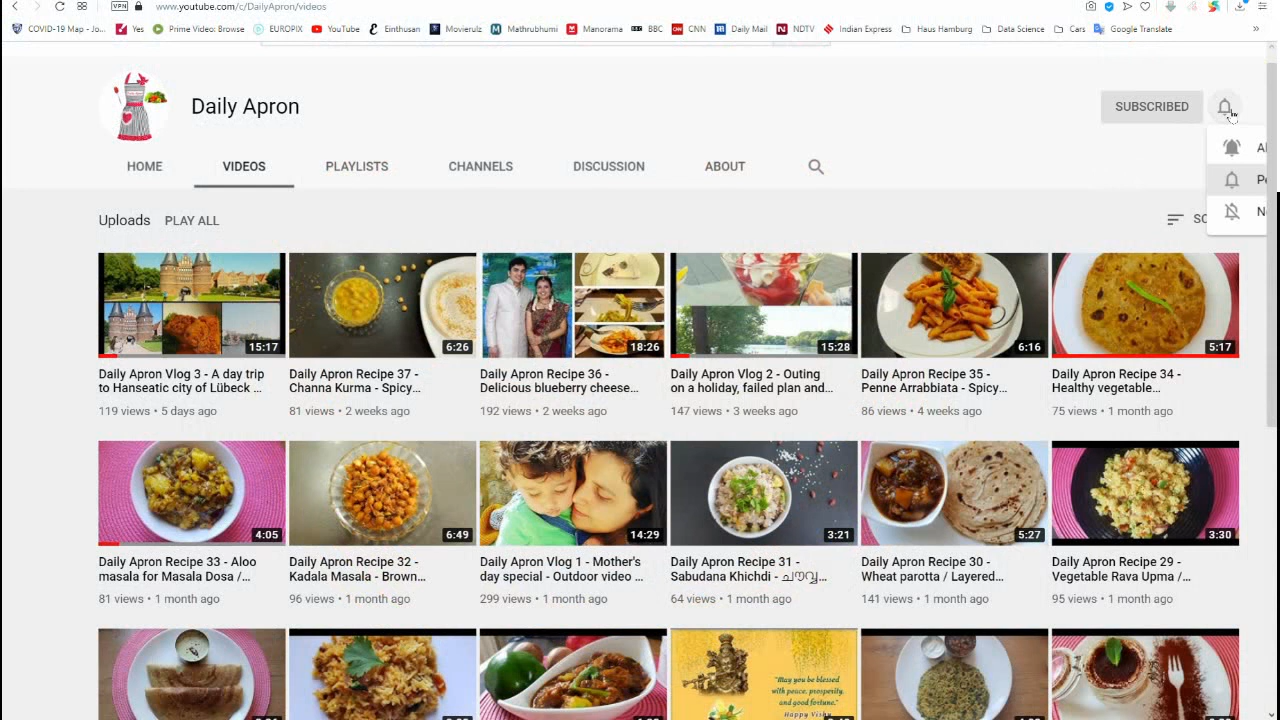 VPN www.youtube.com/c/DailyApron/videos
COVID-19 Map - Jo... Yes Prime Video: Browse EUROPIX YouTube Einthusan Movierulz Mathrubhumi Manorama BBC CNN Daily Mail NDTV Indian Express Haus Hamburg Data Science Cars Google Translate »
Daily Apron
SUBSCRIBED
HOME VIDEOS PLAYLISTS CHANNELS DISCUSSION ABOUT
Uploads PLAY ALL
15:17 6:26 18:26 15:28 6:16 5:17
Daily Apron Vlog 3 - A day trip
to Hanseatic city of Lübeck ...
119 views • 5 days ago
Daily Apron Recipe 37 -
Channa Kurma - Spicy...
81 views • 2 weeks ago
Daily Apron Recipe 36 -
Delicious blueberry cheese...
192 views • 2 weeks ago
Daily Apron Vlog 2 - Outing
on a holiday, failed plan and...
147 views • 3 weeks ago
Daily Apron Recipe 35 -
Penne Arrabbiata - Spicy...
86 views • 4 weeks ago
Daily Apron Recipe 34 -
Healthy vegetable...
75 views • 1 month ago
4:05 6:49 14:29 3:21 5:27 3:30
Daily Apron Recipe 33 - Aloo
masala for Masala Dosa /...
81 views • 1 month ago
Daily Apron Recipe 32 -
Kadala Masala - Brown...
96 views • 1 month ago
Daily Apron Vlog 1 - Mother's
day special - Outdoor video ...
299 views • 1 month ago
Daily Apron Recipe 31 -
Sabudana Khichdi - ചൗവ്വ...
64 views • 1 month ago
Daily Apron Recipe 30 -
Wheat parotta / Layered...
141 views • 1 month ago
Daily Apron Recipe 29 -
Vegetable Rava Upma /...
95 views • 1 month ago
"May you be blessed
with peace, prosperity,
and good fortune."
Happy Vishu